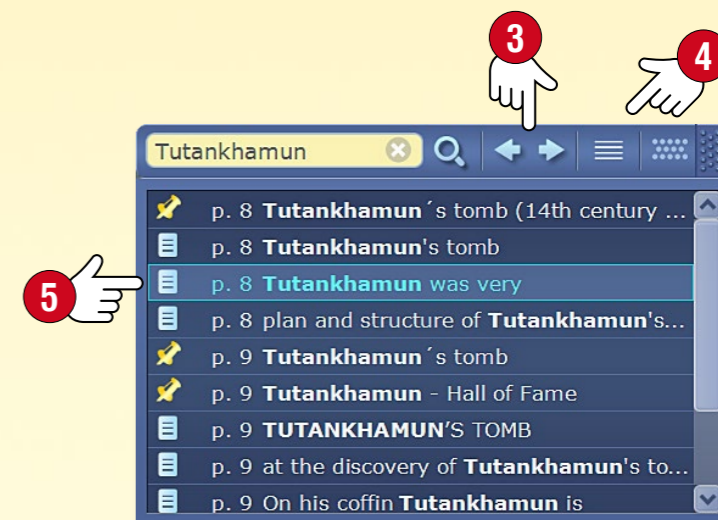 3
4
Tutankhamun
p. 8 Tutankhamun´s tomb (14th century ...
p. 8 Tutankhamun's tomb
5
p. 8 Tutankhamun was very
p. 8 plan and structure of Tutankhamun's...
p. 9 Tutankhamun´s tomb
p. 9 Tutankhamun - Hall of Fame
p. 9 TUTANKHAMUN’S TOMB
p. 9 at the discovery of Tutankhamun's to...
p. 9 On his coffin Tutankhamun is